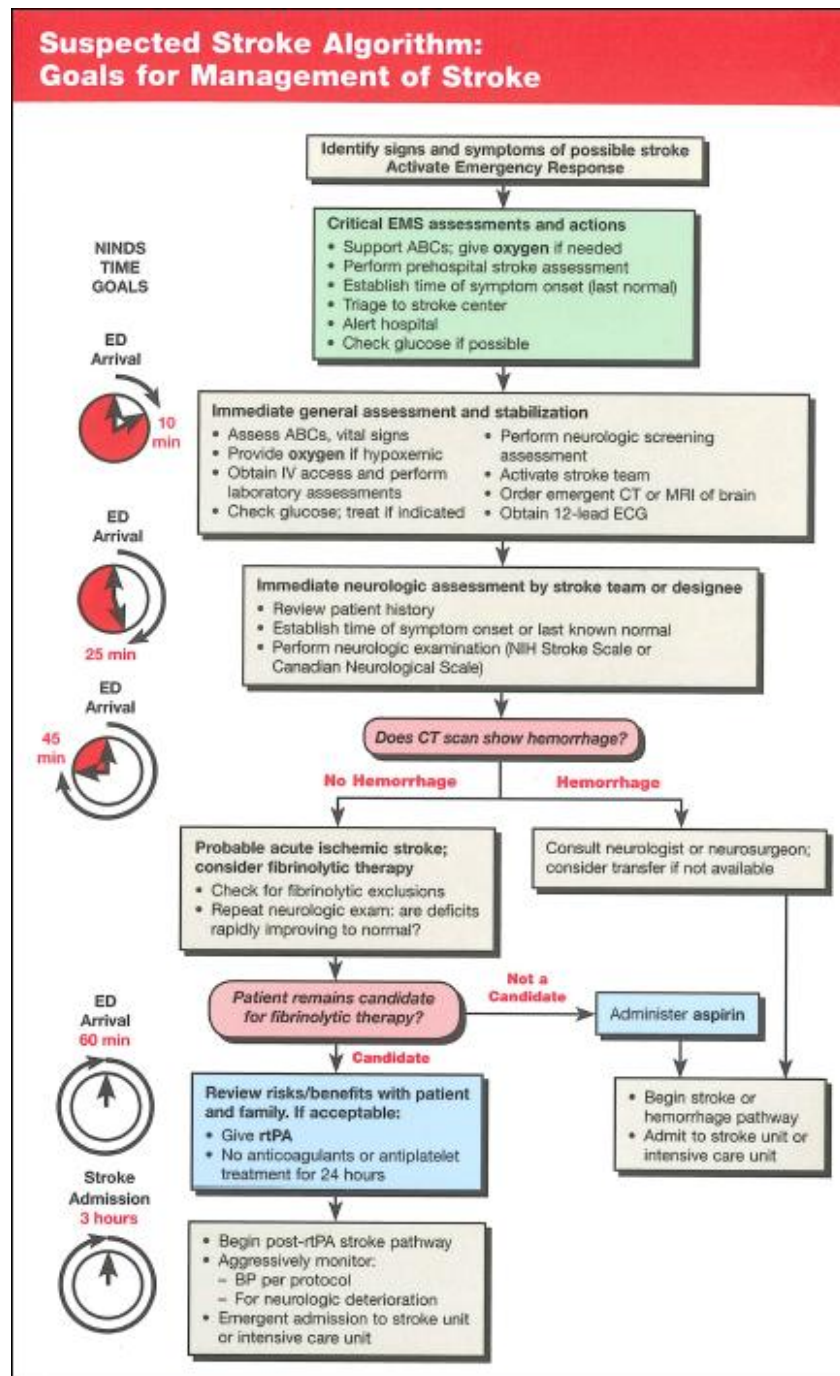 Suspected Stroke Algorithm:
Goals for Management of Stroke
Identify signs and symptoms of possible stroke
Activate Emergency Response
Critical EMS assessments and actions
• Support ABCs; give oxygen if needed
• Perform prehospital stroke assessment
• Establish time of symptom onset (last normal)
• Triage to stroke center
• Alert hospital
• Check glucose if possible
NINDS
TIME
GOALS
ED
Arrival
10
min
Immediate general assessment and stabilization
• Assess ABCs, vital signs
• Provide oxygen if hypoxemic
• Obtain IV access and perform
laboratory assessments
• Check glucose; treat if indicated
• Perform neurologic screening
assessment
• Activate stroke team
• Order emergent CT or MRI of brain
• Obtain 12-lead ECG
ED
Arrival
25 min
Immediate neurologic assessment by stroke team or designee
• Review patient history
• Establish time of symptom onset or last known normal
• Perform neurologic examination (NIH Stroke Scale or
Canadian Neurological Scale)
ED
Arrival
45
min
Does CT scan show hemorrhage?
No Hemorrhage
Hemorrhage
Probable acute ischemic stroke;
consider fibrinolytic therapy
• Check for fibrinolytic exclusions
• Repeat neurologic exam: are deficits
rapidly improving to normal?
Consult neurologist or neurosurgeon;
consider transfer if not available
Patient remains candidate
for fibrinolytic therapy?
Not a
Candidate
Administer aspirin
Candidate
ED
Arrival
60 min
Review risks/benefits with patient
and family. If acceptable:
• Give rtPA
• No anticoagulants or antiplatelet
treatment for 24 hours
• Begin stroke or
hemorrhage pathway
• Admit to stroke unit or
intensive care unit
Stroke
Admission
3 hours
• Begin post-rtPA stroke pathway
• Aggressively monitor:
– BP per protocol
– For neurologic deterioration
• Emergent admission to stroke unit
or intensive care unit